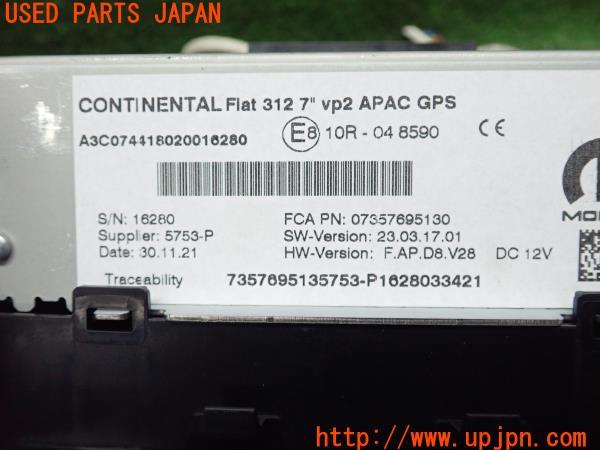 USED PARTS JAPAN
CONTINENTAL Fiat 312 7" vp2 APAC GPS
A3C074418020016280
E8 10R - 04 8590 CE
S/N: 16280
Supplier: 5753-P
Date: 30.11.21
FCA PN: 07357695130
SW-Version: 23.03.17.01
HW-Version: F.AP.D8.V28 DC 12V
Traceability 7357695135753-P1628033421
UPJ
http://www.upjpn.com/